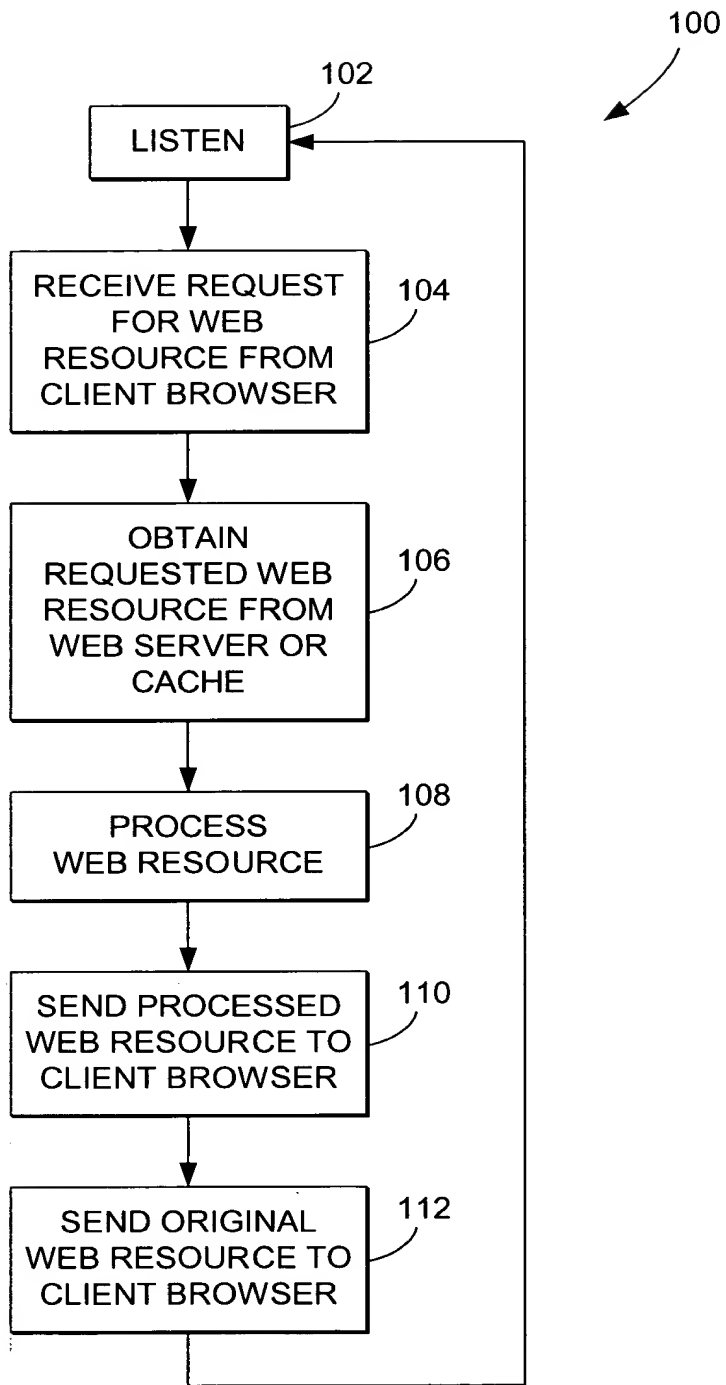 100
102
LISTEN
RECEIVE REQUEST
FOR WEB
RESOURCE FROM
CLIENT BROWSER
104
OBTAIN
REQUESTED WEB
RESOURCE FROM
WEB SERVER OR
CACHE
106
108
PROCESS
WEB RESOURCE
110
SEND PROCESSED
WEB RESOURCE TO
CLIENT BROWSER
112
SEND ORIGINAL
WEB RESOURCE TO
CLIENT BROWSER